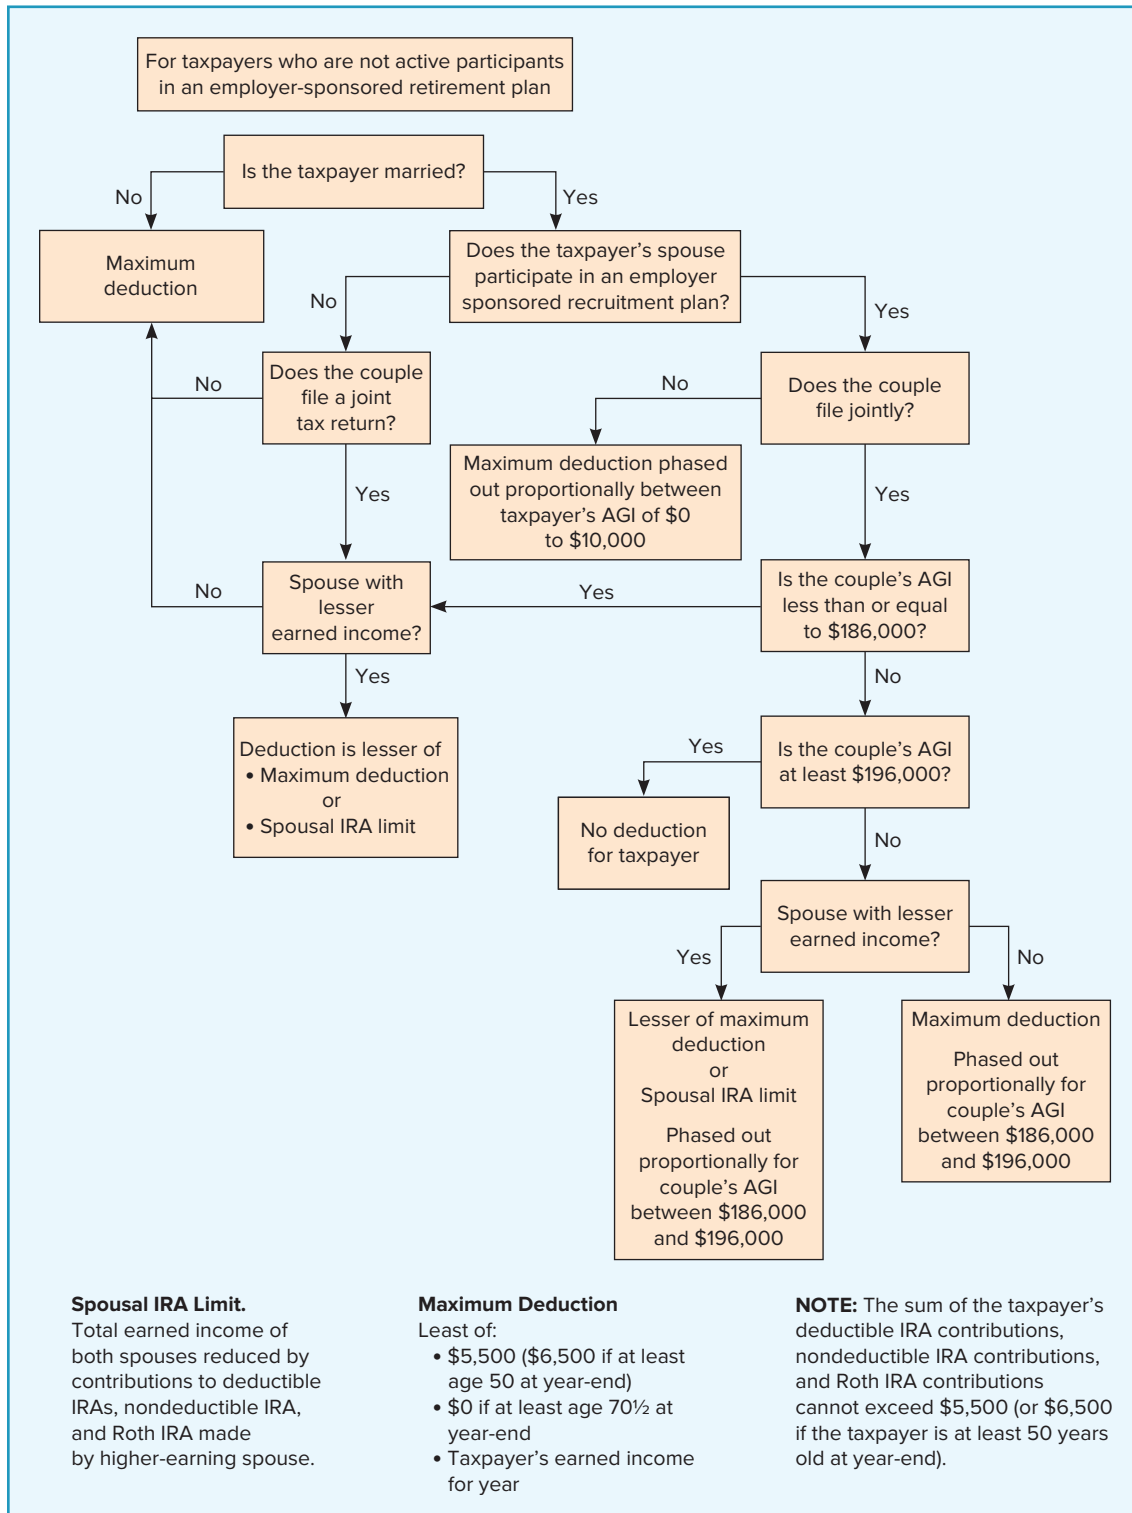 For taxpayers who are not active participants
in an employer-sponsored retirement plan
Is the taxpayer married?
No
Yes
Maximum
deduction
Does the taxpayer’s spouse
participate in an employer
sponsored recruitment plan?
No
Yes
Does the couple
file a joint
tax return?
No
Does the couple
file jointly?
No
Maximum deduction phased
out proportionally between
taxpayer’s AGI of $0
to $10,000
Yes
Yes
Spouse with
lesser
earned income?
No
Yes
Is the couple’s AGI
less than or equal
to $186,000?
Yes
No
Deduction is lesser of
• Maximum deduction
or
• Spousal IRA limit
Is the couple’s AGI
at least $196,000?
Yes
No deduction
for taxpayer
No
Spouse with lesser
earned income?
Yes
No
Lesser of maximum
deduction
or
Spousal IRA limit
Phased out
proportionally for
couple’s AGI
between $186,000
and $196,000
Maximum deduction
Phased out
proportionally for
couple’s AGI
between $186,000
and $196,000
Spousal IRA Limit.
Total earned income of
both spouses reduced by
contributions to deductible
IRAs, nondeductible IRA,
and Roth IRA made
by higher-earning spouse.
Maximum Deduction
Least of:
• $5,500 ($6,500 if at least
age 50 at year-end)
• $0 if at least age 70½ at
year-end
• Taxpayer’s earned income
for year
NOTE: The sum of the taxpayer’s
deductible IRA contributions,
nondeductible IRA contributions,
and Roth IRA contributions
cannot exceed $5,500 (or $6,500
if the taxpayer is at least 50 years
old at year-end).